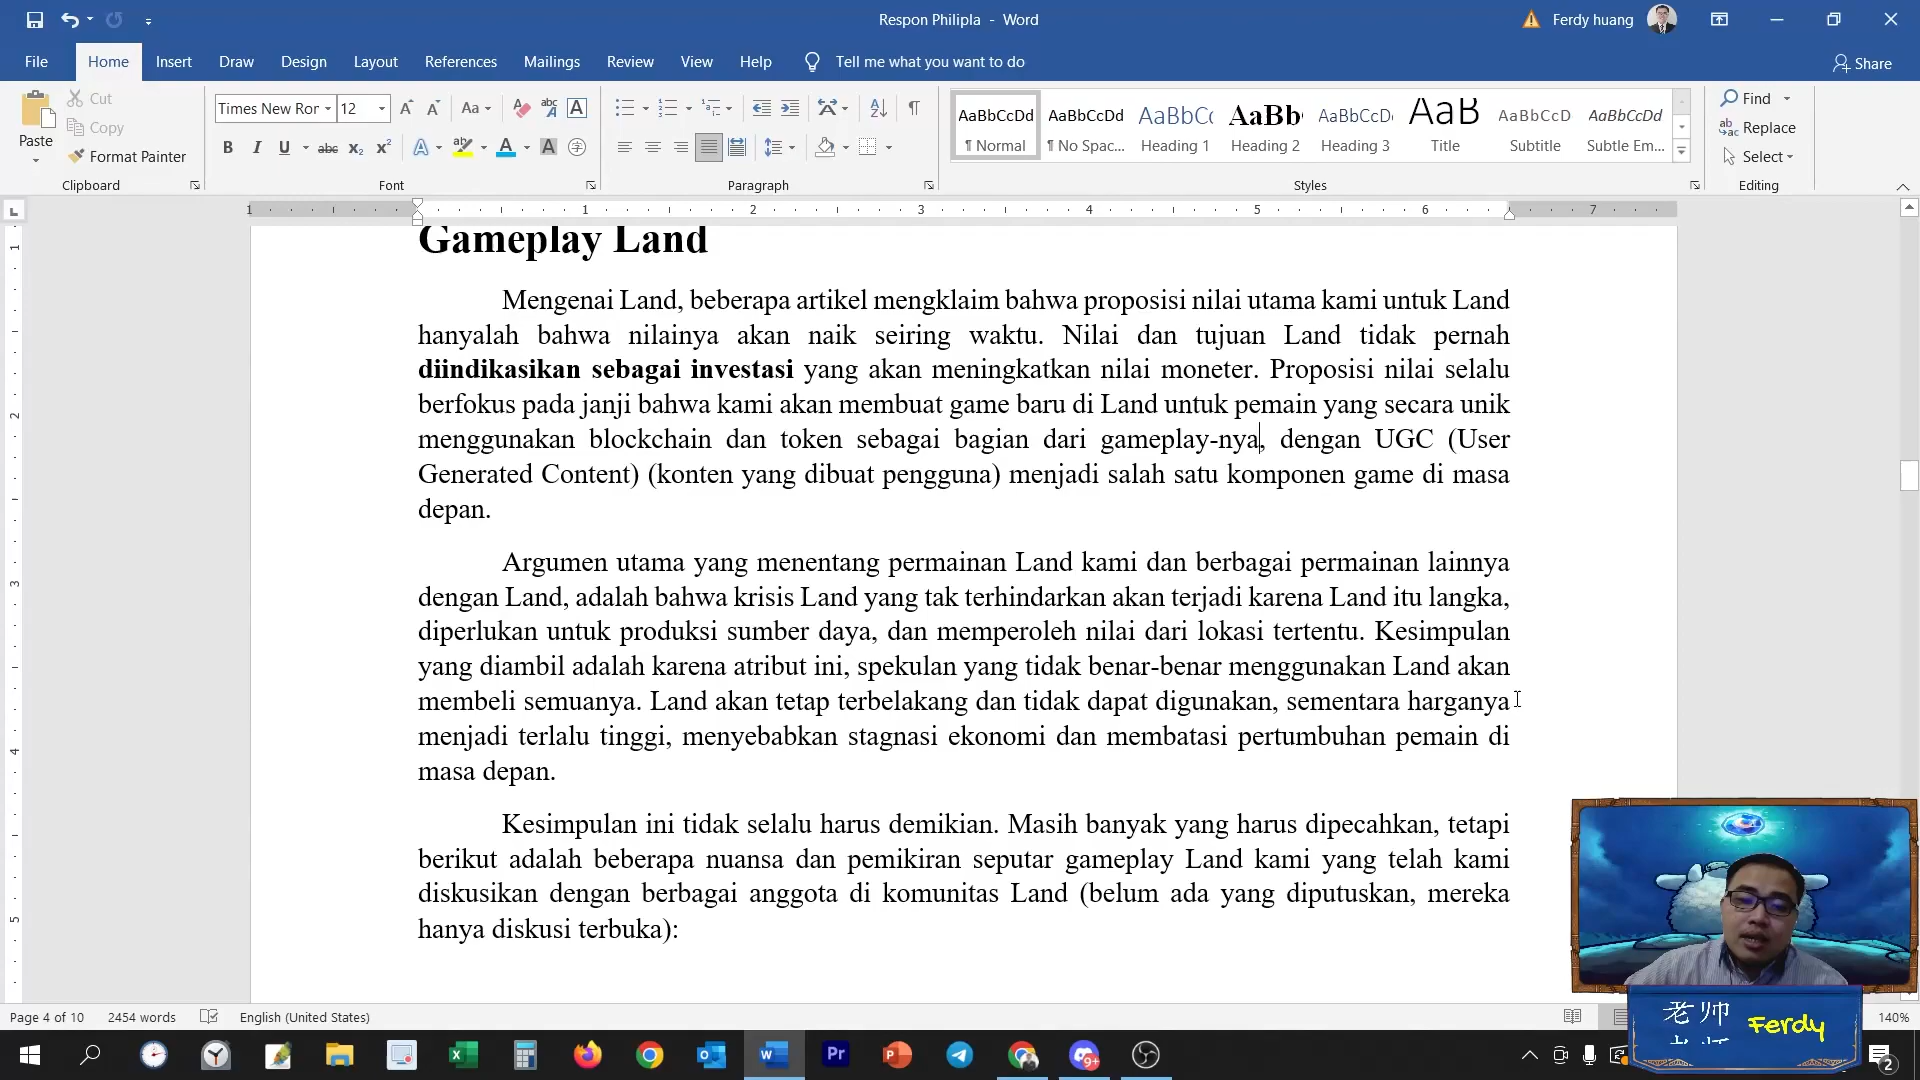 Respon Philipla - Word
Ferdy huang
File Home Insert Draw Design Layout References Mailings Review View Help Tell me what you want to do
Share
Paste
Cut
Copy
Format Painter
Clipboard
Times New Ror 12
Font
Paragraph
AaBbCcDd AaBbCcDd AaBbCc AaBb AaBbCcD AaB AaBbCcD AaBbCcDd
¶ Normal ¶ No Spac... Heading 1 Heading 2 Heading 3 Title Subtitle Subtle Em...
Styles
Find
Replace
Select
Editing
1 1 2 3 4 5 6 7
Gameplay Land
Mengenai Land, beberapa artikel mengklaim bahwa proposisi nilai utama kami untuk Land
hanyalah bahwa nilainya akan naik seiring waktu. Nilai dan tujuan Land tidak pernah
diindikasikan sebagai investasi yang akan meningkatkan nilai moneter. Proposisi nilai selalu
berfokus pada janji bahwa kami akan membuat game baru di Land untuk pemain yang secara unik
menggunakan blockchain dan token sebagai bagian dari gameplay-nya, dengan UGC (User
Generated Content) (konten yang dibuat pengguna) menjadi salah satu komponen game di masa
depan.
Argumen utama yang menentang permainan Land kami dan berbagai permainan lainnya
dengan Land, adalah bahwa krisis Land yang tak terhindarkan akan terjadi karena Land itu langka,
diperlukan untuk produksi sumber daya, dan memperoleh nilai dari lokasi tertentu. Kesimpulan
yang diambil adalah karena atribut ini, spekulan yang tidak benar-benar menggunakan Land akan
membeli semuanya. Land akan tetap terbelakang dan tidak dapat digunakan, sementara harganya
menjadi terlalu tinggi, menyebabkan stagnasi ekonomi dan membatasi pertumbuhan pemain di
masa depan.
Kesimpulan ini tidak selalu harus demikian. Masih banyak yang harus dipecahkan, tetapi
berikut adalah beberapa nuansa dan pemikiran seputar gameplay Land kami yang telah kami
diskusikan dengan berbagai anggota di komunitas Land (belum ada yang diputuskan, mereka
hanya diskusi terbuka):
老师 Ferdy
Page 4 of 10 2454 words English (United States) 140%
9+
2